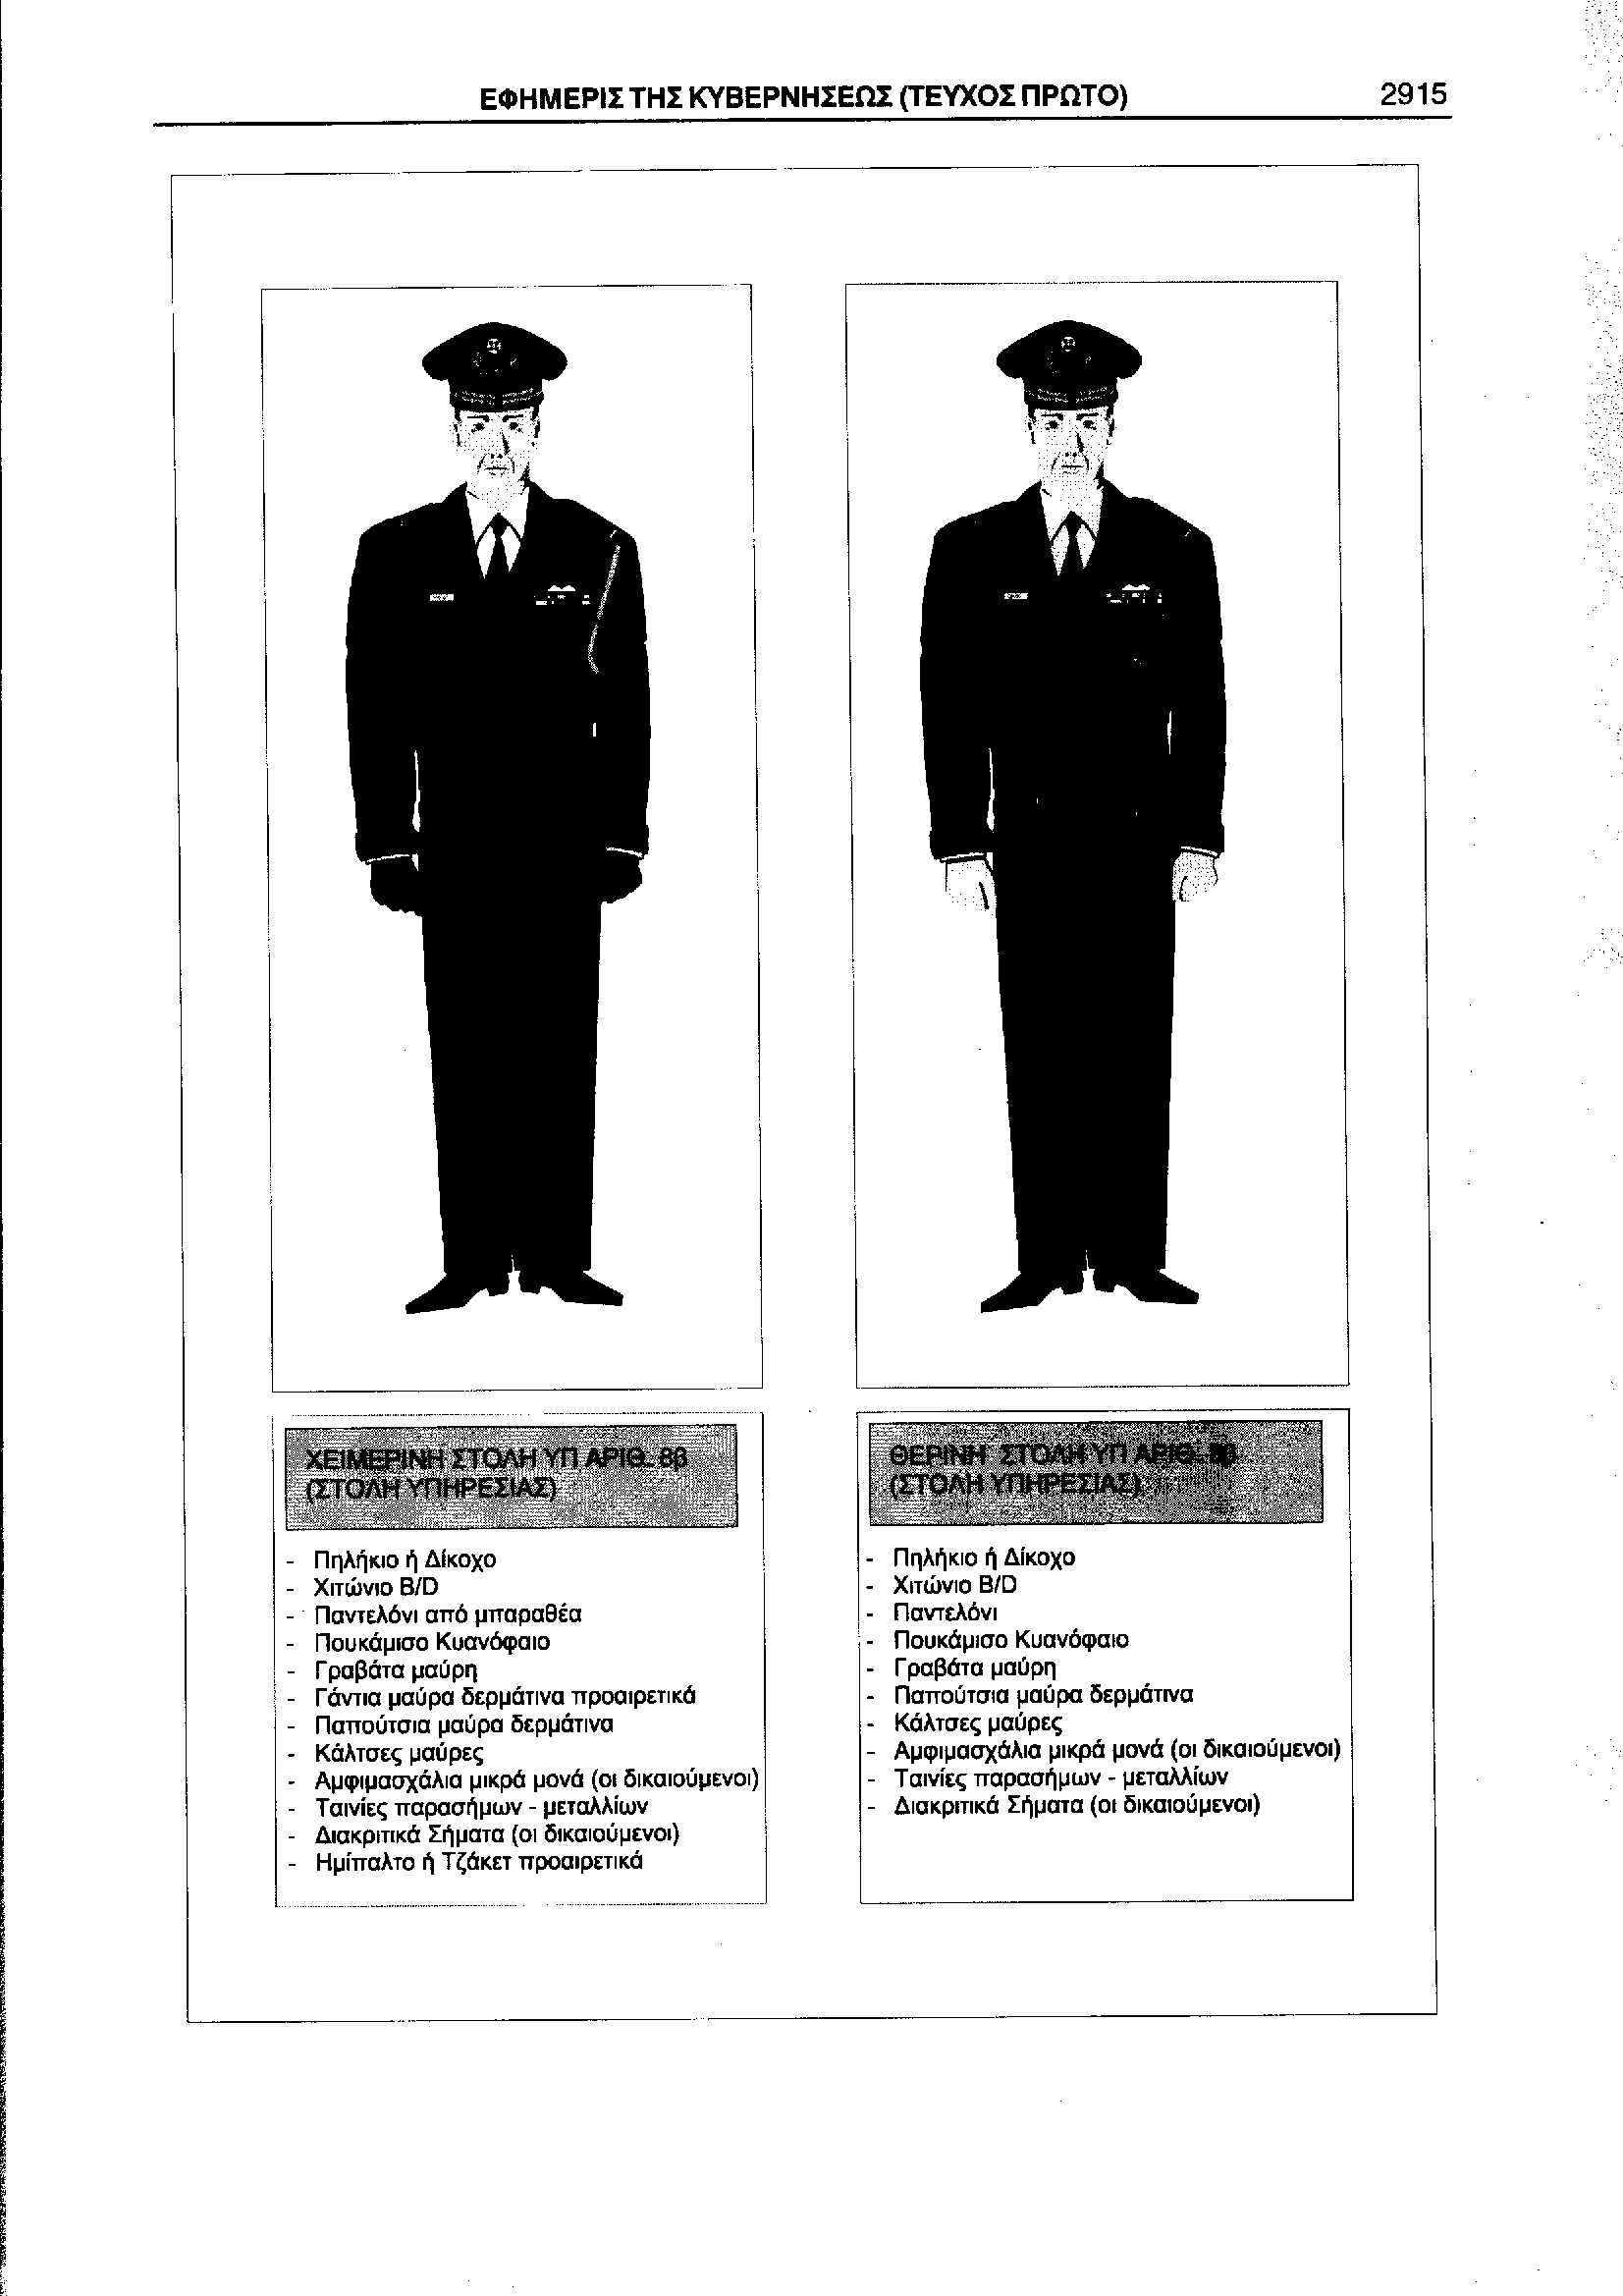 ΕΦΗΜΕΡΙΣ ΤΗΣ ΚΥΒΕΡΝΗΣΕΩΣ (ΤΕΥΧΟΣ ΠΡΩΤΟ) 2915
ΧΕΙΜΕΡΙΝΗ ΣΤΟΛΗ ΥΠ ΑΡΙΘ. 8β
(ΣΤΟΛΗ ΥΠΗΡΕΣΙΑΣ)
- Πηλήκιο ή Δίκοχο
- Χιτώνιο B/D
- Παντελόνι από μπαραθέα
- Πουκάμισο Κυανόφαιο
- Γραβάτα μαύρη
- Γάντια μαύρα δερμάτινα προαιρετικά
- Παπούτσια μαύρα δερμάτινα
- Κάλτσες μαύρες
- Αμφιμασχάλια μικρά μονά (οι δικαιούμενοι)
- Ταινίες παρασήμων - μεταλλίων
- Διακριτικά Σήματα (οι δικαιούμενοι)
- Ημίπαλτο ή Τζάκετ προαιρετικά
ΘΕΡΙΝΗ ΣΤΟΛΗ ΥΠ ΑΡΙΘ. 8β
(ΣΤΟΛΗ ΥΠΗΡΕΣΙΑΣ)
- Πηλήκιο ή Δίκοχο
- Χιτώνιο B/D
- Παντελόνι
- Πουκάμισο Κυανόφαιο
- Γραβάτα μαύρη
- Παπούτσια μαύρα δερμάτινα
- Κάλτσες μαύρες
- Αμφιμασχάλια μικρά μονά (οι δικαιούμενοι)
- Ταινίες παρασήμων - μεταλλίων
- Διακριτικά Σήματα (οι δικαιούμενοι)